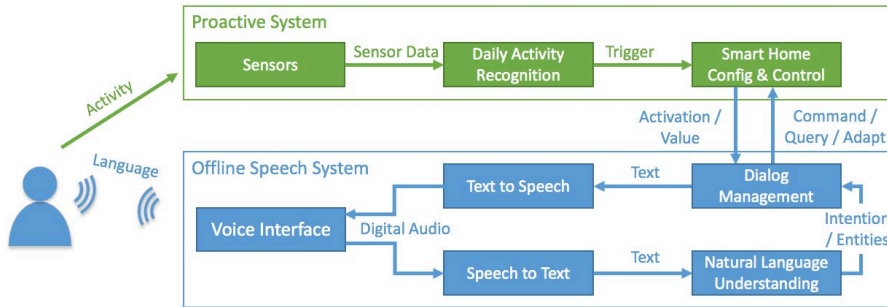 Proactive System
Sensors
Sensor Data
Daily Activity
Recognition
Trigger
Smart Home
Config & Control
Activity
Language
Activation /
Value
Command /
Query / Adapt
Offline Speech System
Text to Speech
Text
Dialog
Management
Voice Interface
Digital Audio
Intention
/ Entities
Speech to Text
Text
Natural Language
Understanding